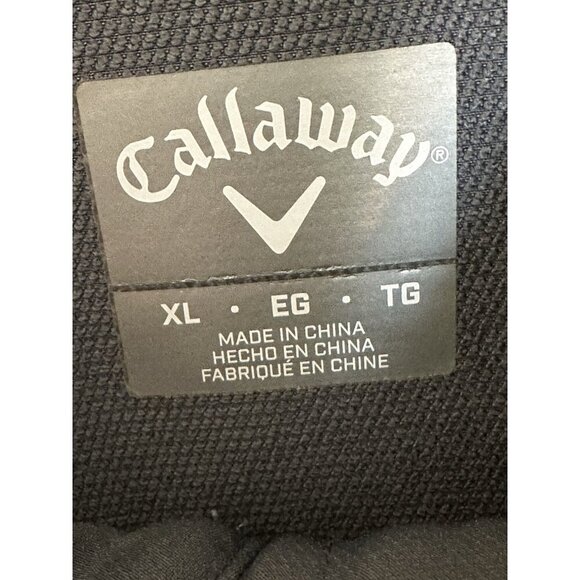 Callaway®
XL • EG • TG
MADE IN CHINA
HECHO EN CHINA
FABRIQUÉ EN CHINE